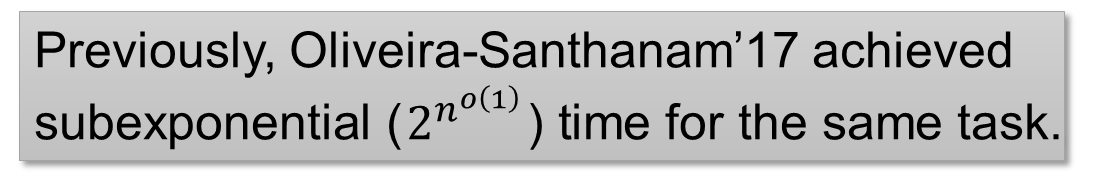 Previously, Oliveira-Santhanam’17 achieved
subexponential ($2^{n^{o(1)}}$) time for the same task.